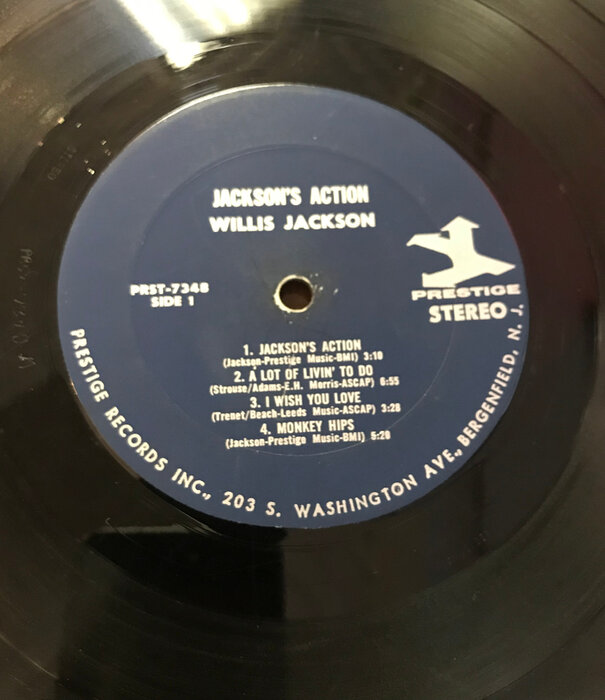 JACKSON'S ACTION
WILLIS JACKSON
PRST-7348
SIDE 1
PRESTIGE
STEREO
1. JACKSON'S ACTION
(Jackson-Prestige Music-BMI) 3:10
2. A LOT OF LIVIN' TO DO
(Strouse/Adams-E.H. Morris-ASCAP) 6:55
3. I WISH YOU LOVE
(Trenet/Beach-Leeds Music-ASCAP) 3:28
4. MONKEY HIPS
(Jackson-Prestige Music-BMI) 5:20
PRESTIGE RECORDS INC., 203 S. WASHINGTON AVE., BERGENFIELD, N. J.